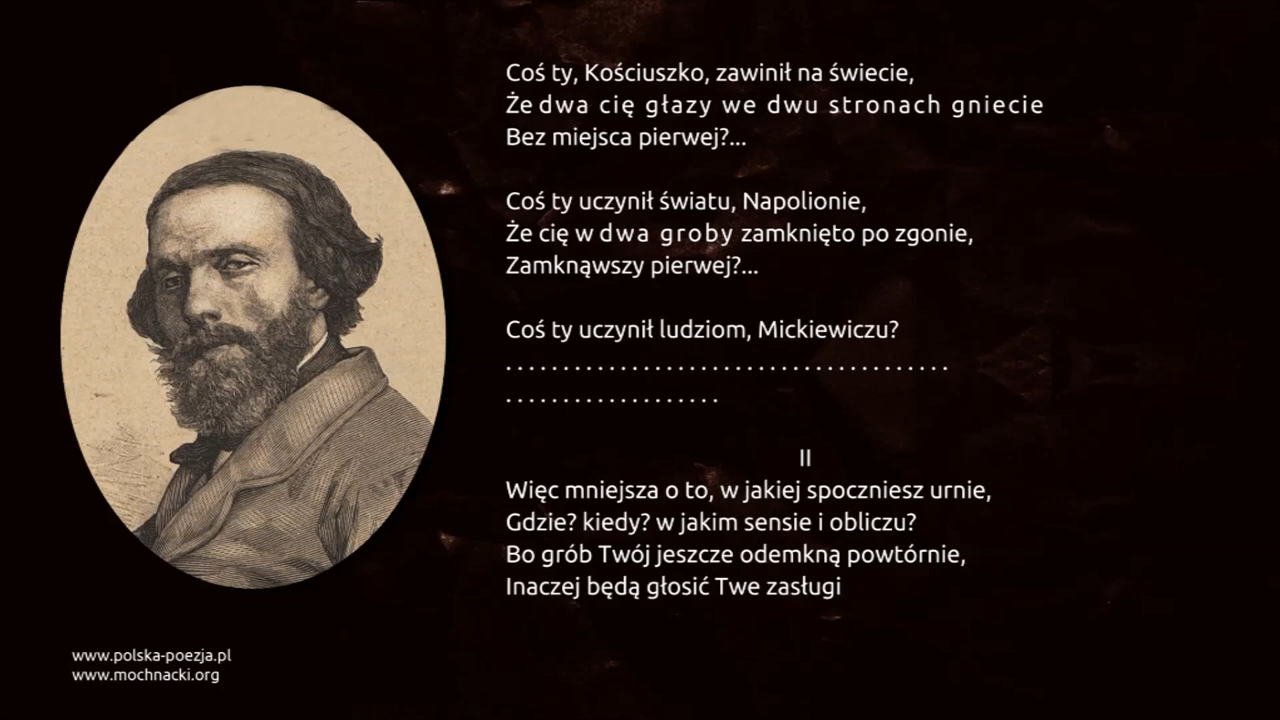 Coś ty, Kościuszko, zawinił na świecie,
Że dwa cię głazy we dwu stronach gniecie
Bez miejsca pierwej?...
Coś ty uczynił światu, Napolionie,
Że cię w dwa groby zamknięto po zgonie,
Zamknąwszy pierwej?...
Coś ty uczynił ludziom, Mickiewiczu?
. . . . . . . . . . . . . . . . . . . . . . . . . . . . . . . . . . . . . . .
. . . . . . . . . . . . . . . . . . .
II
Więc mniejsza o to, w jakiej spoczniesz urnie,
Gdzie? kiedy? w jakim sensie i obliczu?
Bo grób Twój jeszcze odemkną powtórnie,
Inaczej będą głosić Twe zasługi
www.polska-poezja.pl
www.mochnacki.org